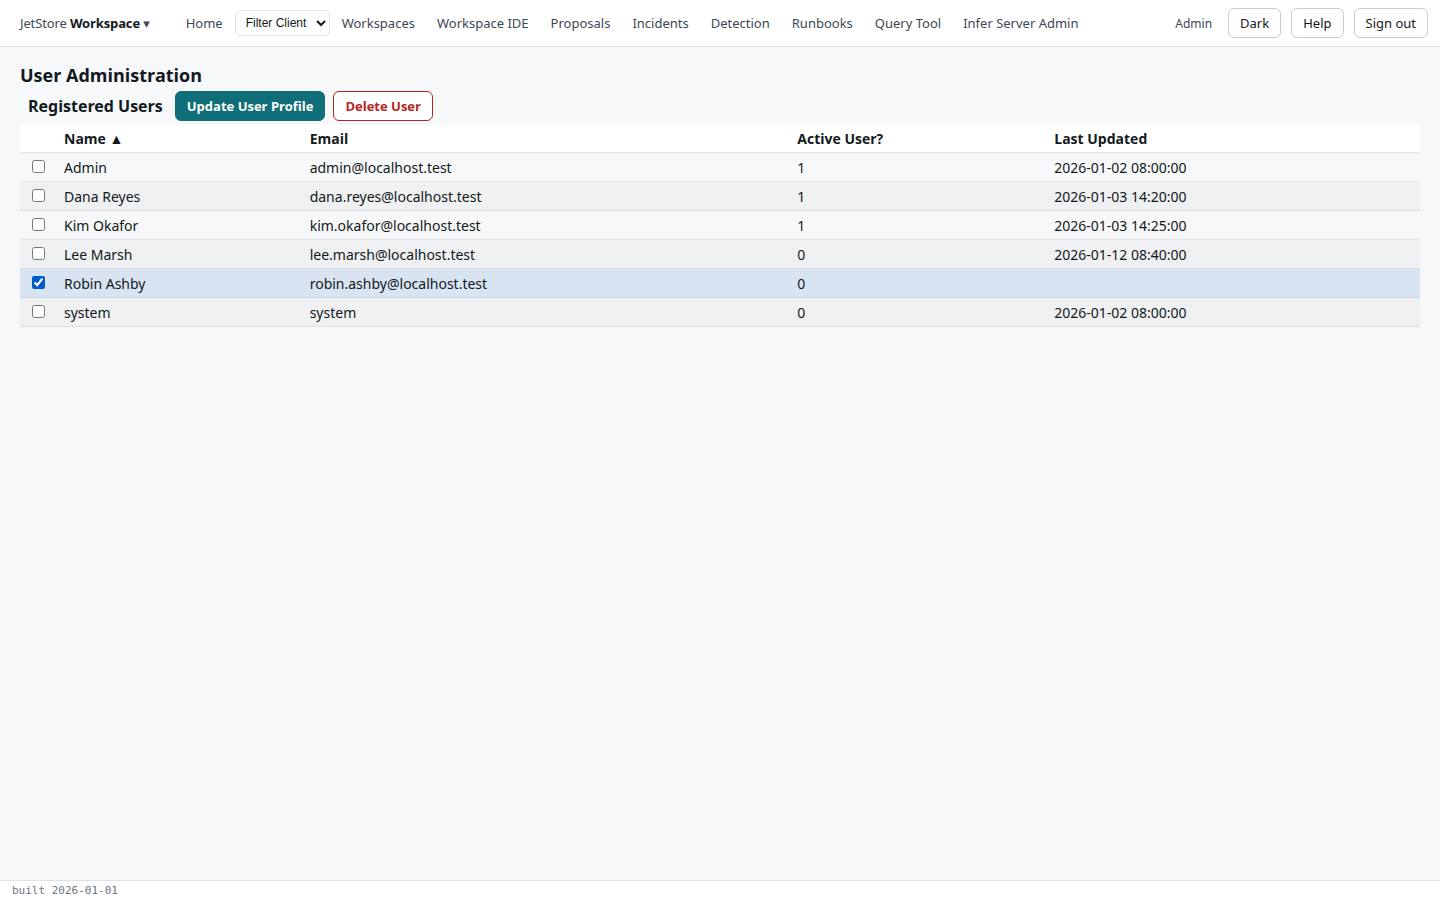 JetStore Workspace ▾ Home Filter Client Workspaces Workspace IDE Proposals Incidents Detection Runbooks Query Tool Infer Server Admin Admin Dark Help Sign out
User Administration
Registered Users Update User Profile Delete User
Name ▲ Email Active User? Last Updated
Admin admin@localhost.test 1 2026-01-02 08:00:00
Dana Reyes dana.reyes@localhost.test 1 2026-01-03 14:20:00
Kim Okafor kim.okafor@localhost.test 1 2026-01-03 14:25:00
Lee Marsh lee.marsh@localhost.test 0 2026-01-12 08:40:00
Robin Ashby robin.ashby@localhost.test 0
system system 0 2026-01-02 08:00:00
built 2026-01-01